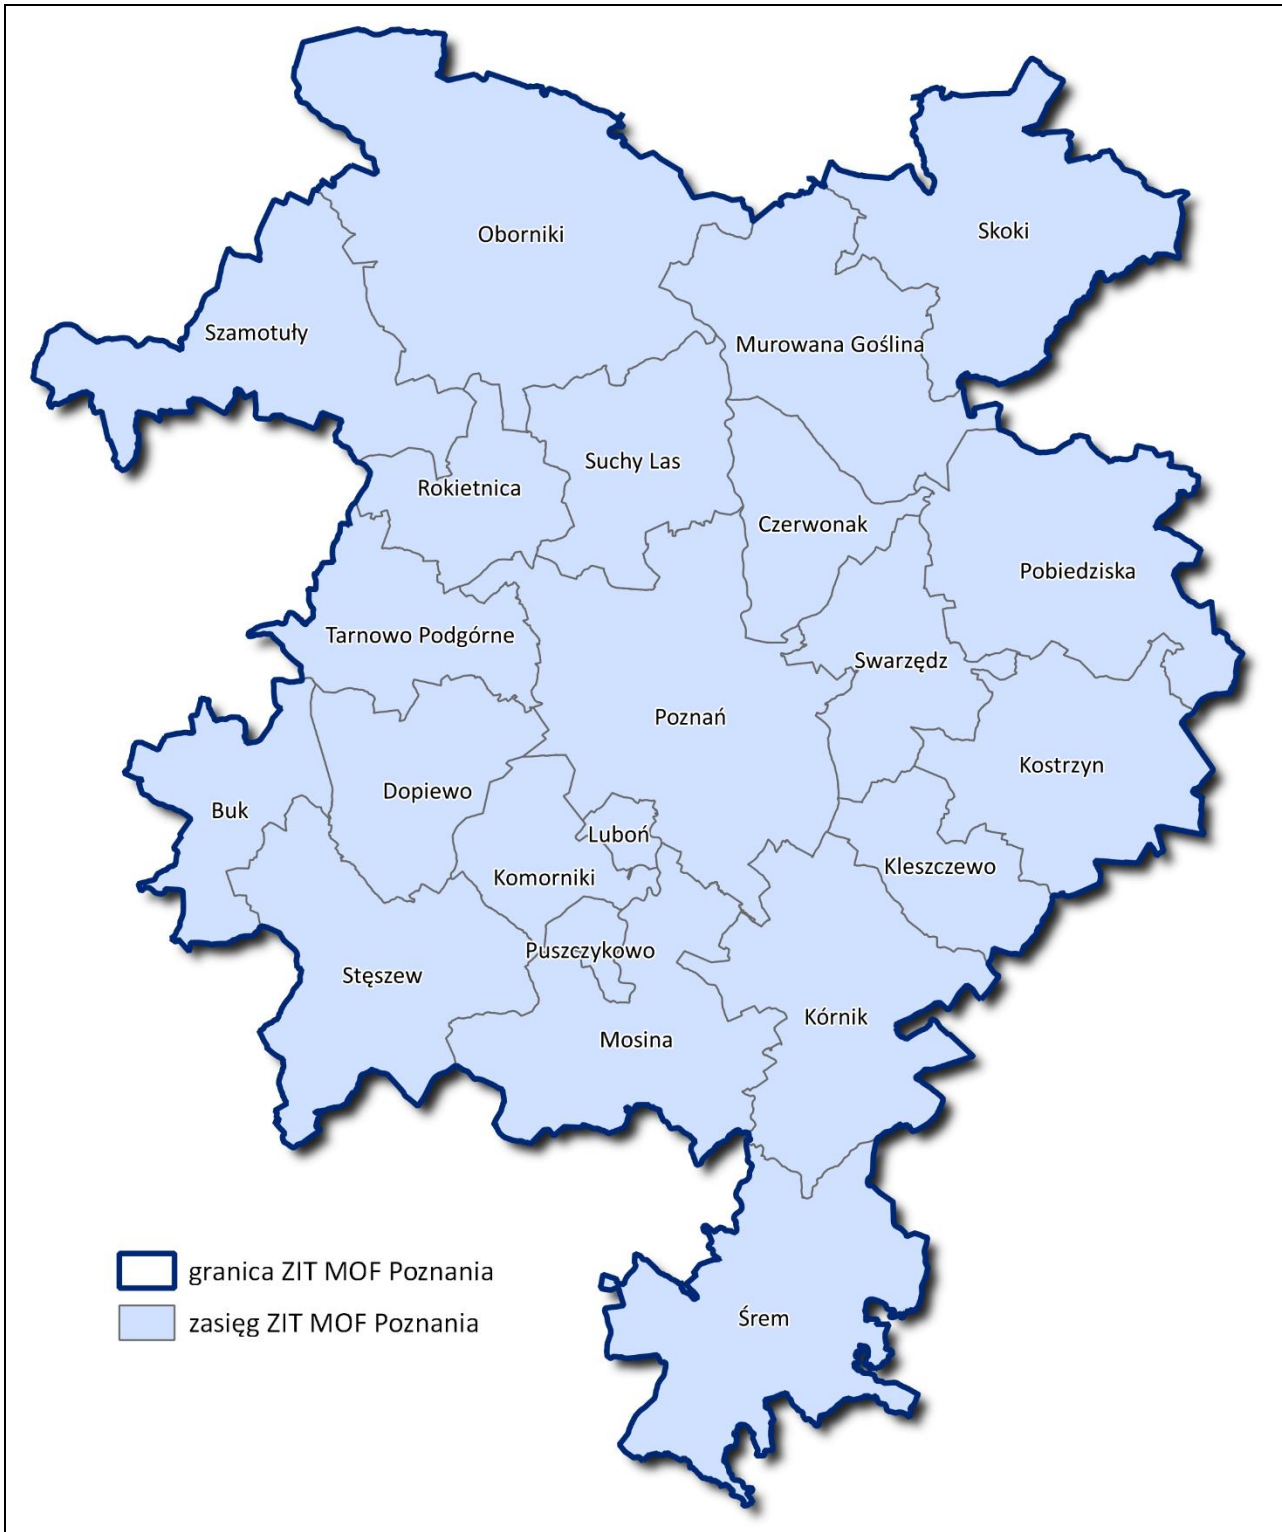 Skoki
Oborniki
Szamotuły
Murowana Goślina
Suchy Las
Rokietnica
Czerwonak
Pobiedziska
Tarnowo Podgórne
Swarzędz
Poznań
Kostrzyn
Dopiewo
Buk
Luboń
Kleszczewo
Komorniki
Puszczykowo
Stęszew
Kórnik
Mosina
granica ZIT MOF Poznania
Śrem
zasięg ZIT MOF Poznania